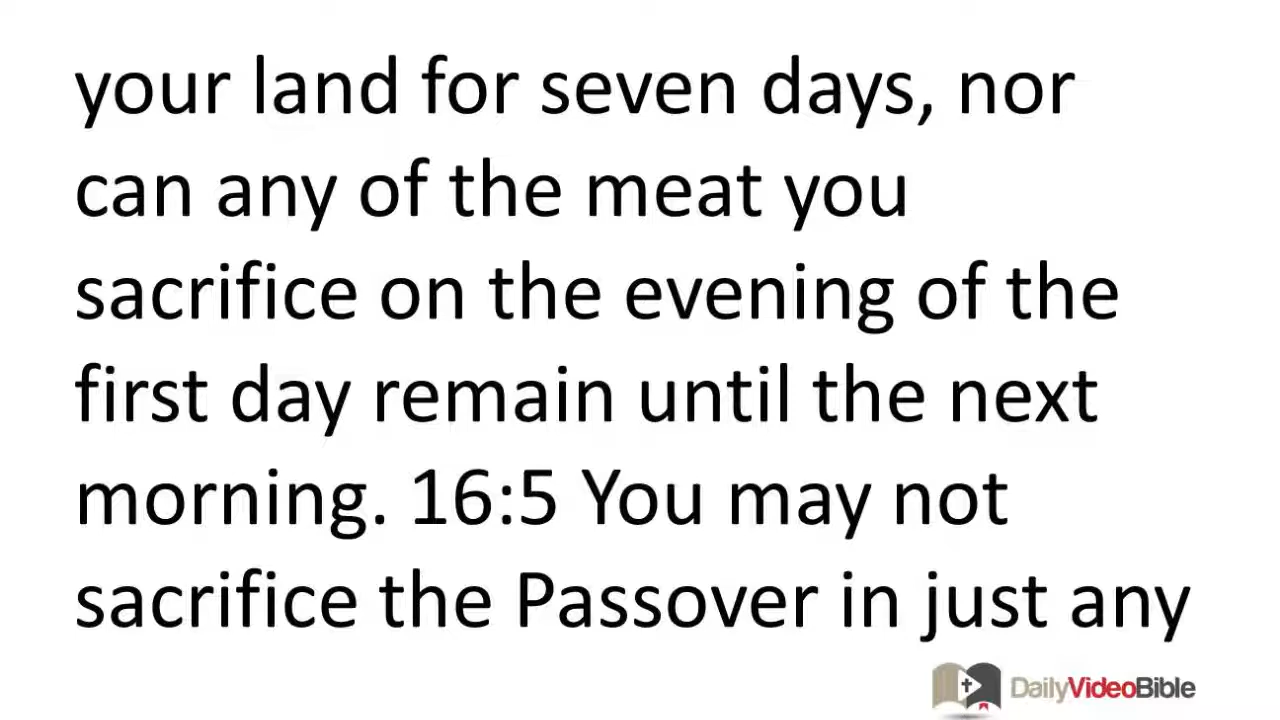 your land for seven days, nor
can any of the meat you
sacrifice on the evening of the
first day remain until the next
morning. 16:5 You may not
sacrifice the Passover in just any
DailyVideoBible